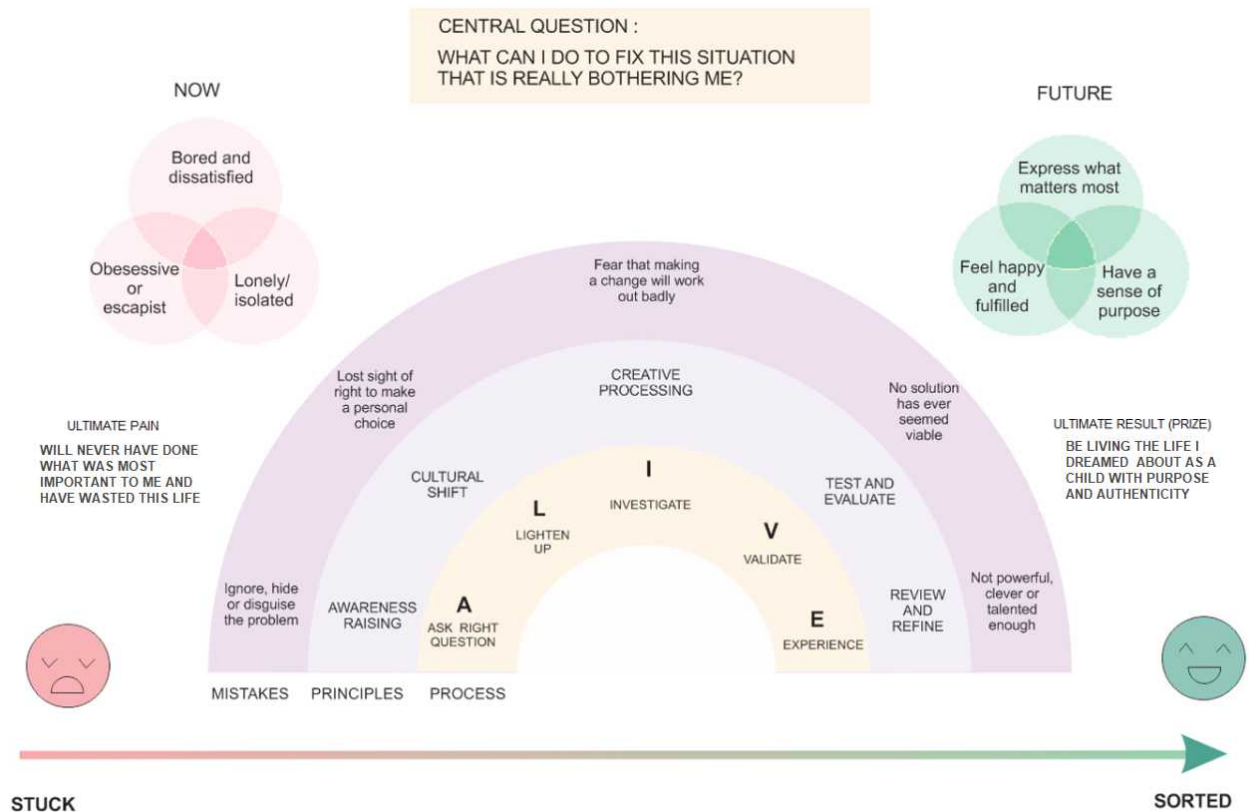 CENTRAL QUESTION :
WHAT CAN I DO TO FIX THIS SITUATION
THAT IS REALLY BOTHERING ME?
NOW
Bored and
dissatisfied
Obesessive
or
escapist
Lonely/
isolated
FUTURE
Express what
matters most
Feel happy
and
fulfilled
Have a
sense of
purpose
ULTIMATE PAIN
WILL NEVER HAVE DONE
WHAT WAS MOST
IMPORTANT TO ME AND
HAVE WASTED THIS LIFE
Ignore, hide
or disguise
the problem
Lost sight of
right to make
a personal
choice
Fear that making
a change will work
out badly
No solution
has ever
seemed
viable
Not powerful,
clever or
talented
enough
AWARENESS
RAISING
CULTURAL
SHIFT
CREATIVE
PROCESSING
TEST AND
EVALUATE
REVIEW
AND
REFINE
A
ASK RIGHT
QUESTION
L
LIGHTEN
UP
I
INVESTIGATE
V
VALIDATE
E
EXPERIENCE
ULTIMATE RESULT (PRIZE)
BE LIVING THE LIFE I
DREAMED ABOUT AS A
CHILD WITH PURPOSE
AND AUTHENTICITY
MISTAKES
PRINCIPLES
PROCESS
STUCK
SORTED